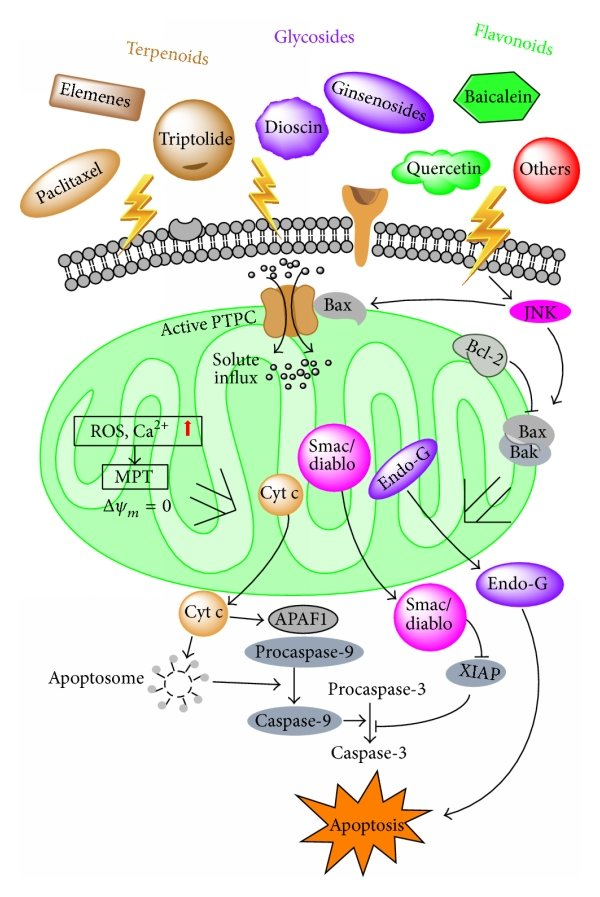 Terpenoids
Glycosides
Flavonoids
Elemenes
Triptolide
Dioscin
Ginsenosides
Baicalein
Paclitaxel
Quercetin
Others
Active PTPC
Bax
JNK
Solute
influx
Bcl-2
ROS, Ca²⁺
MPT
Δψₘ = 0
Smac/
diablo
Endo-G
Bax
Bak
Cyt c
Cyt c
APAF1
Smac/
diablo
Endo-G
Procaspase-9
Apoptosome
XIAP
Procaspase-3
Caspase-9
Caspase-3
Apoptosis